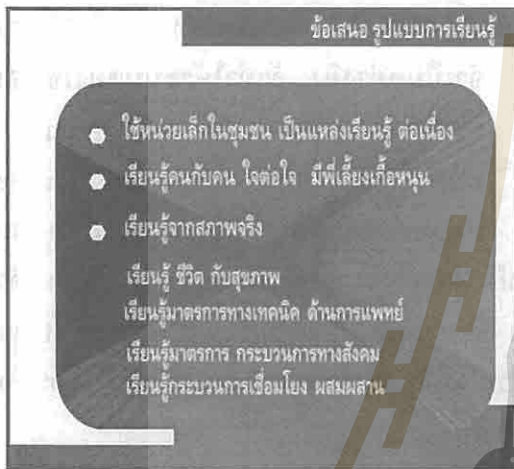 ข้อเสนอ รูปแบบการเรียนรู้
ใช้หน่วยเล็กในชุมชน เป็นแหล่งเรียนรู้ ต่อเนื่อง
เรียนรู้คนกับคน ใจต่อใจ มีพี่เลี้ยงเกื้อหนุน
เรียนรู้จากสภาพจริง
เรียนรู้ ชีวิต กับสุขภาพ
เรียนรู้มาตรการทางเทคนิค ด้านการแพทย์
เรียนรู้มาตรการ กระบวนการทางสังคม
เรียนรู้กระบวนการเชื่อมโยง ผสมผสาน